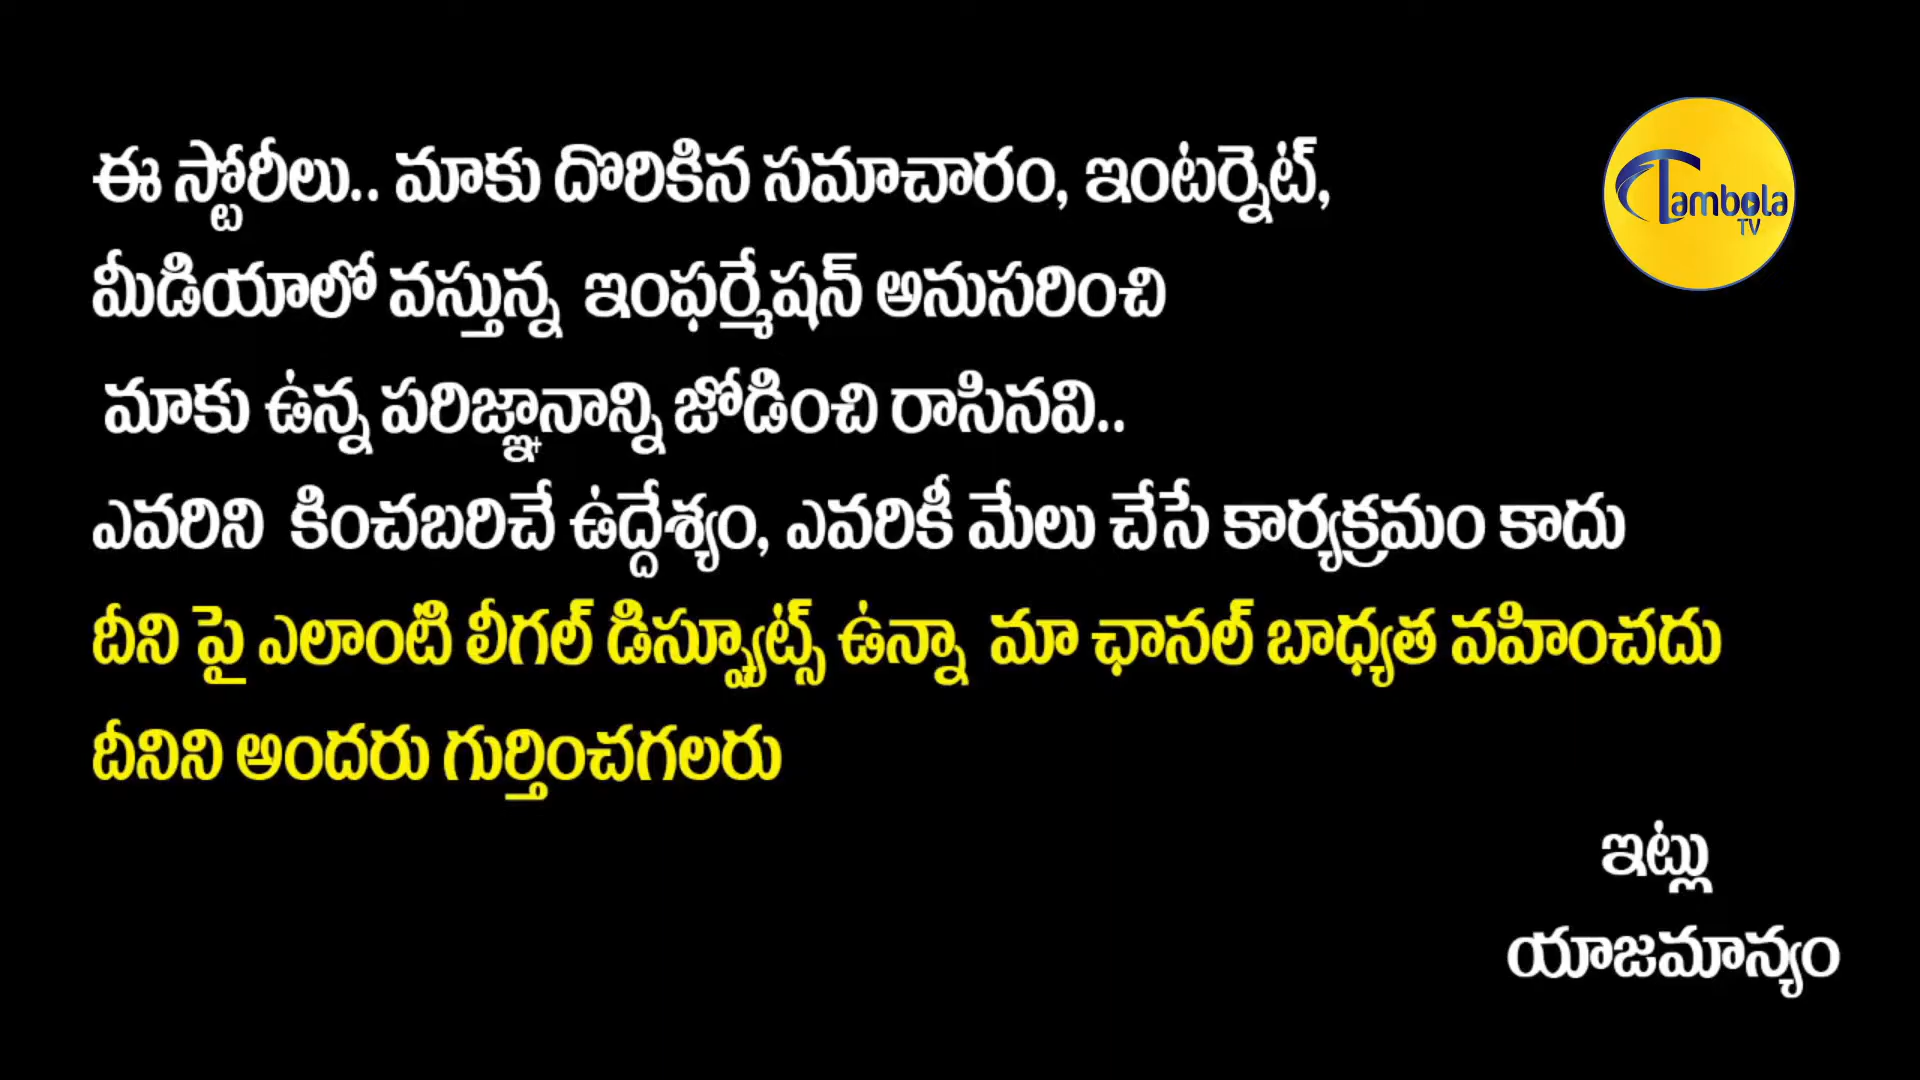 ఈ స్టోరీలు.. మాకు దొరికిన సమాచారం, ఇంటర్నెట్,
Tambola
TV
మీడియాలో వస్తున్న ఇంఫర్మేషన్ అనుసరించి
మాకు ఉన్న పరిజ్ఞానాన్ని జోడించి రాసినవి..
ఎవరిని కించబరిచే ఉద్దేశ్యం, ఎవరికీ మేలు చేసే కార్యక్రమం కాదు
దీని పై ఎలాంటి లీగల్ డిస్ప్యూట్స్ ఉన్నా మా ఛానల్ బాధ్యత వహించదు
దీనిని అందరు గుర్తించగలరు
ఇట్లు
యాజమాన్యం